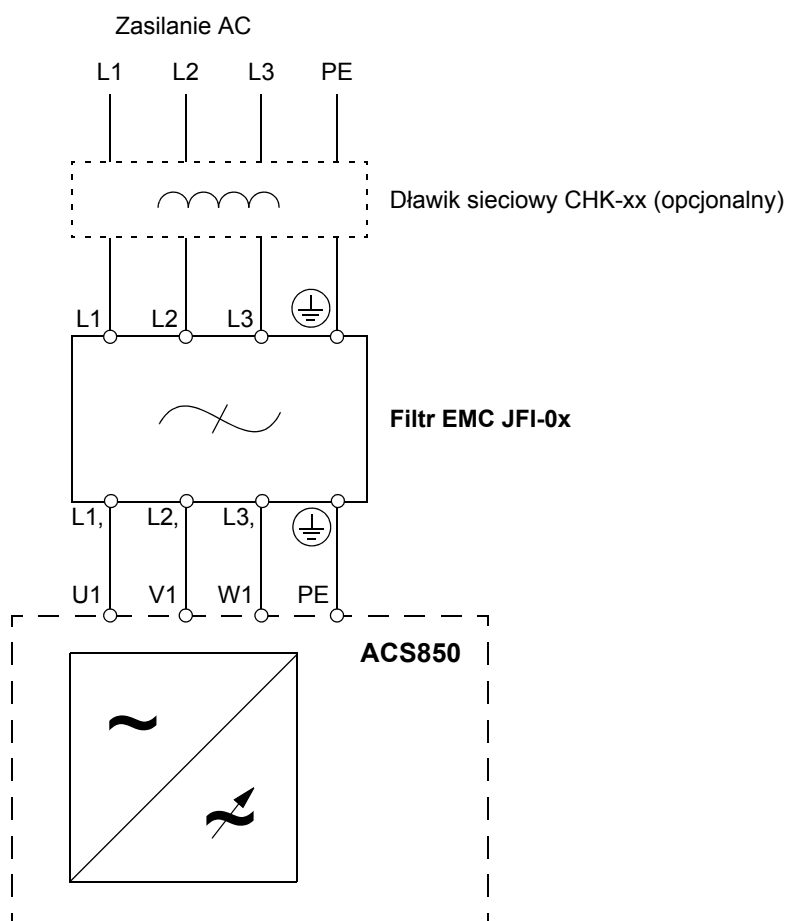 Zasilanie AC
L1 L2 L3 PE
Dławik sieciowy CHK-xx (opcjonalny)
L1 L2 L3
Filtr EMC JFI-0x
L1, L2, L3,
U1 V1 W1 PE
ACS850